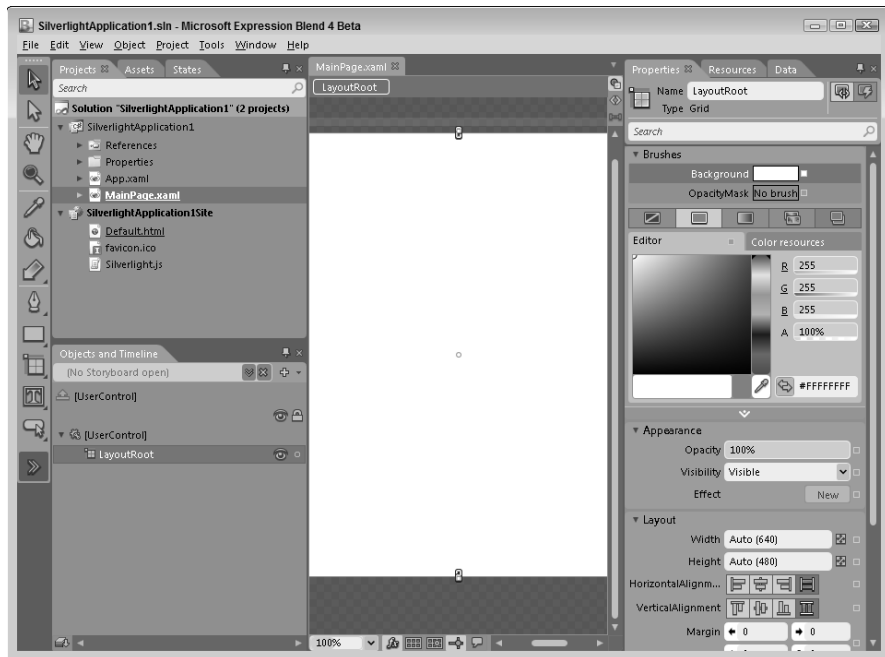 SilverlightApplication1.sln - Microsoft Expression Blend 4 Beta
File Edit View Object Project Tools Window Help
Projects Assets States
Search
Solution "SilverlightApplication1" (2 projects)
SilverlightApplication1
References
Properties
App.xaml
MainPage.xaml
SilverlightApplication1Site
Default.html
favicon.ico
Silverlight.js
Objects and Timeline
(No Storyboard open)
[UserControl]
[UserControl]
LayoutRoot
MainPage.xaml
LayoutRoot
100%
Properties Resources Data
Name LayoutRoot
Type Grid
Search
Brushes
Background
OpacityMask No brush
Editor Color resources
R 255
G 255
B 255
A 100%
#FFFFFFFF
Appearance
Opacity 100%
Visibility Visible
Effect New
Layout
Width Auto (640)
Height Auto (480)
HorizontalAlignm...
VerticalAlignment
Margin 0 0